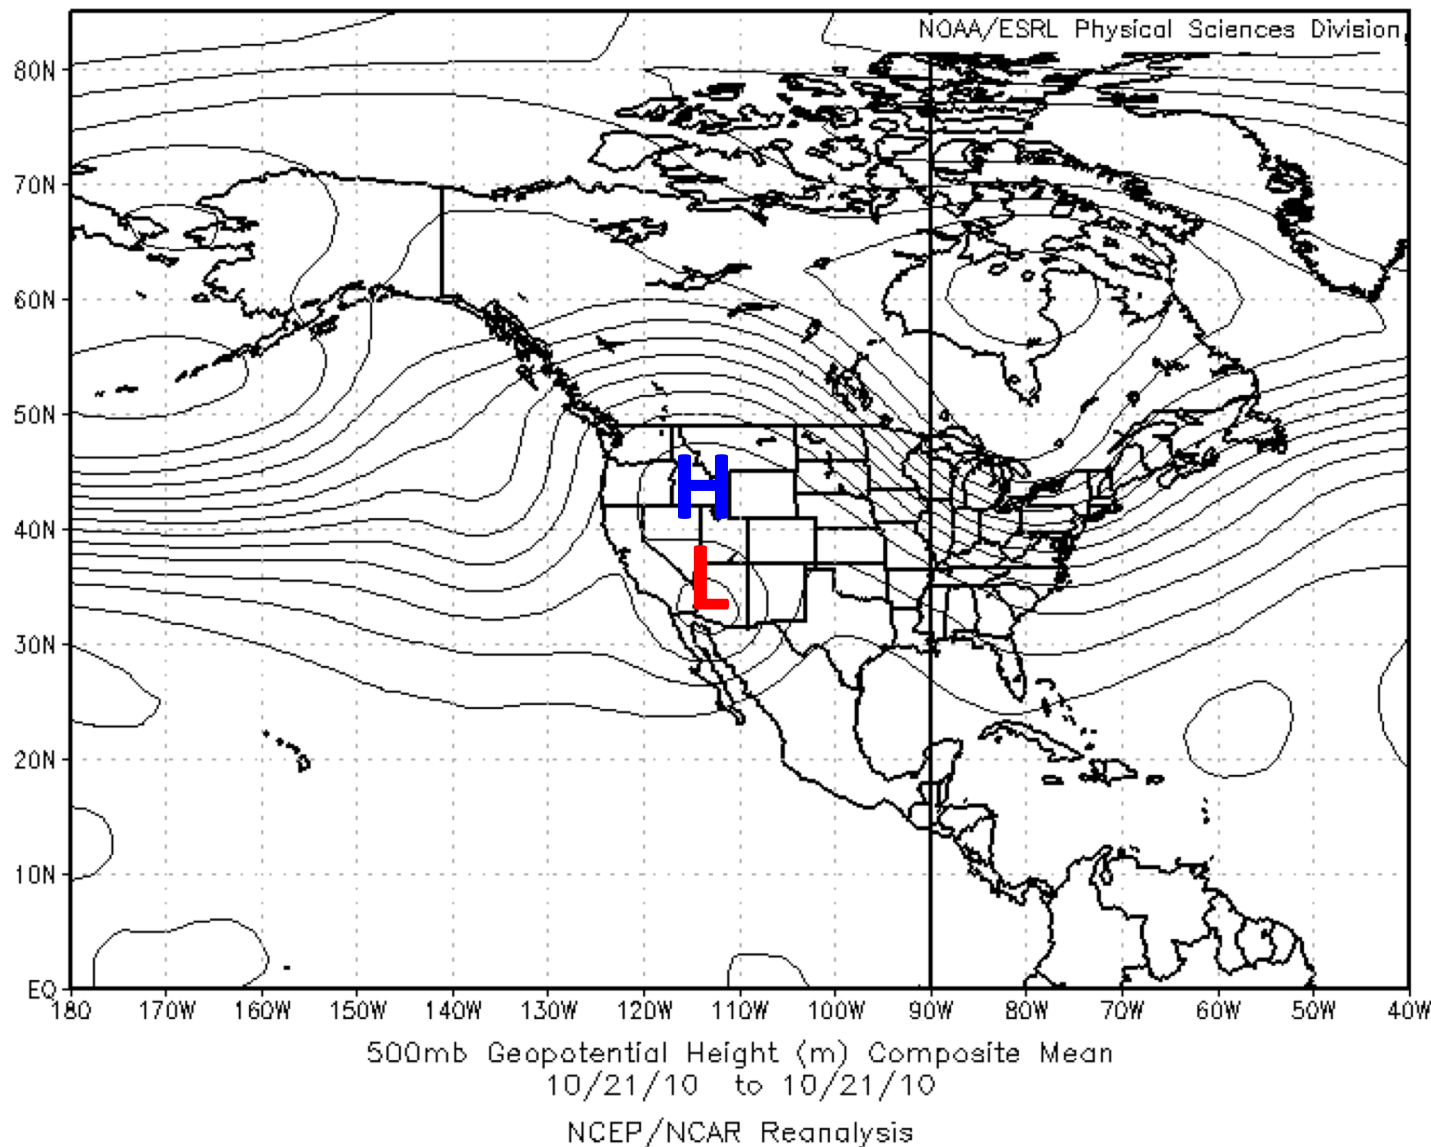 NOAA/ESRL Physical Sciences Division
80N
70N
60N
50N
H
40N
L
30N
20N
10N
EQ
180 170W 160W 150W 140W 130W 120W 110W 100W 90W 80W 70W 60W 50W 40W
500mb Geopotential Height (m) Composite Mean
10/21/10 to 10/21/10
NCEP/NCAR Reanalysis